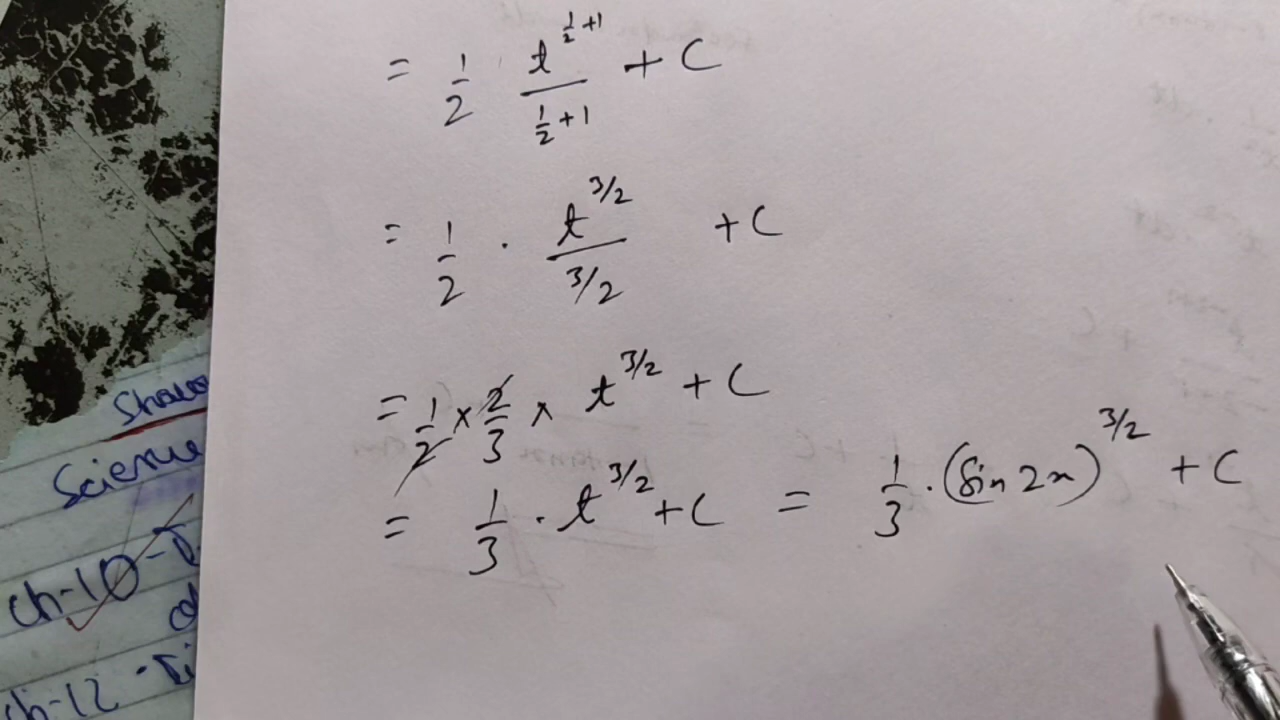 = 1/2 t^(1/2+1)/(1/2+1) + C
= 1/2 · t^(3/2)/(3/2) + C
= 1/2 × 2/3 × t^(3/2) + C
= 1/3 · t^(3/2) + C = 1/3 · (Sin 2x)^(3/2) + C
Science
Ch-10
Ch-12